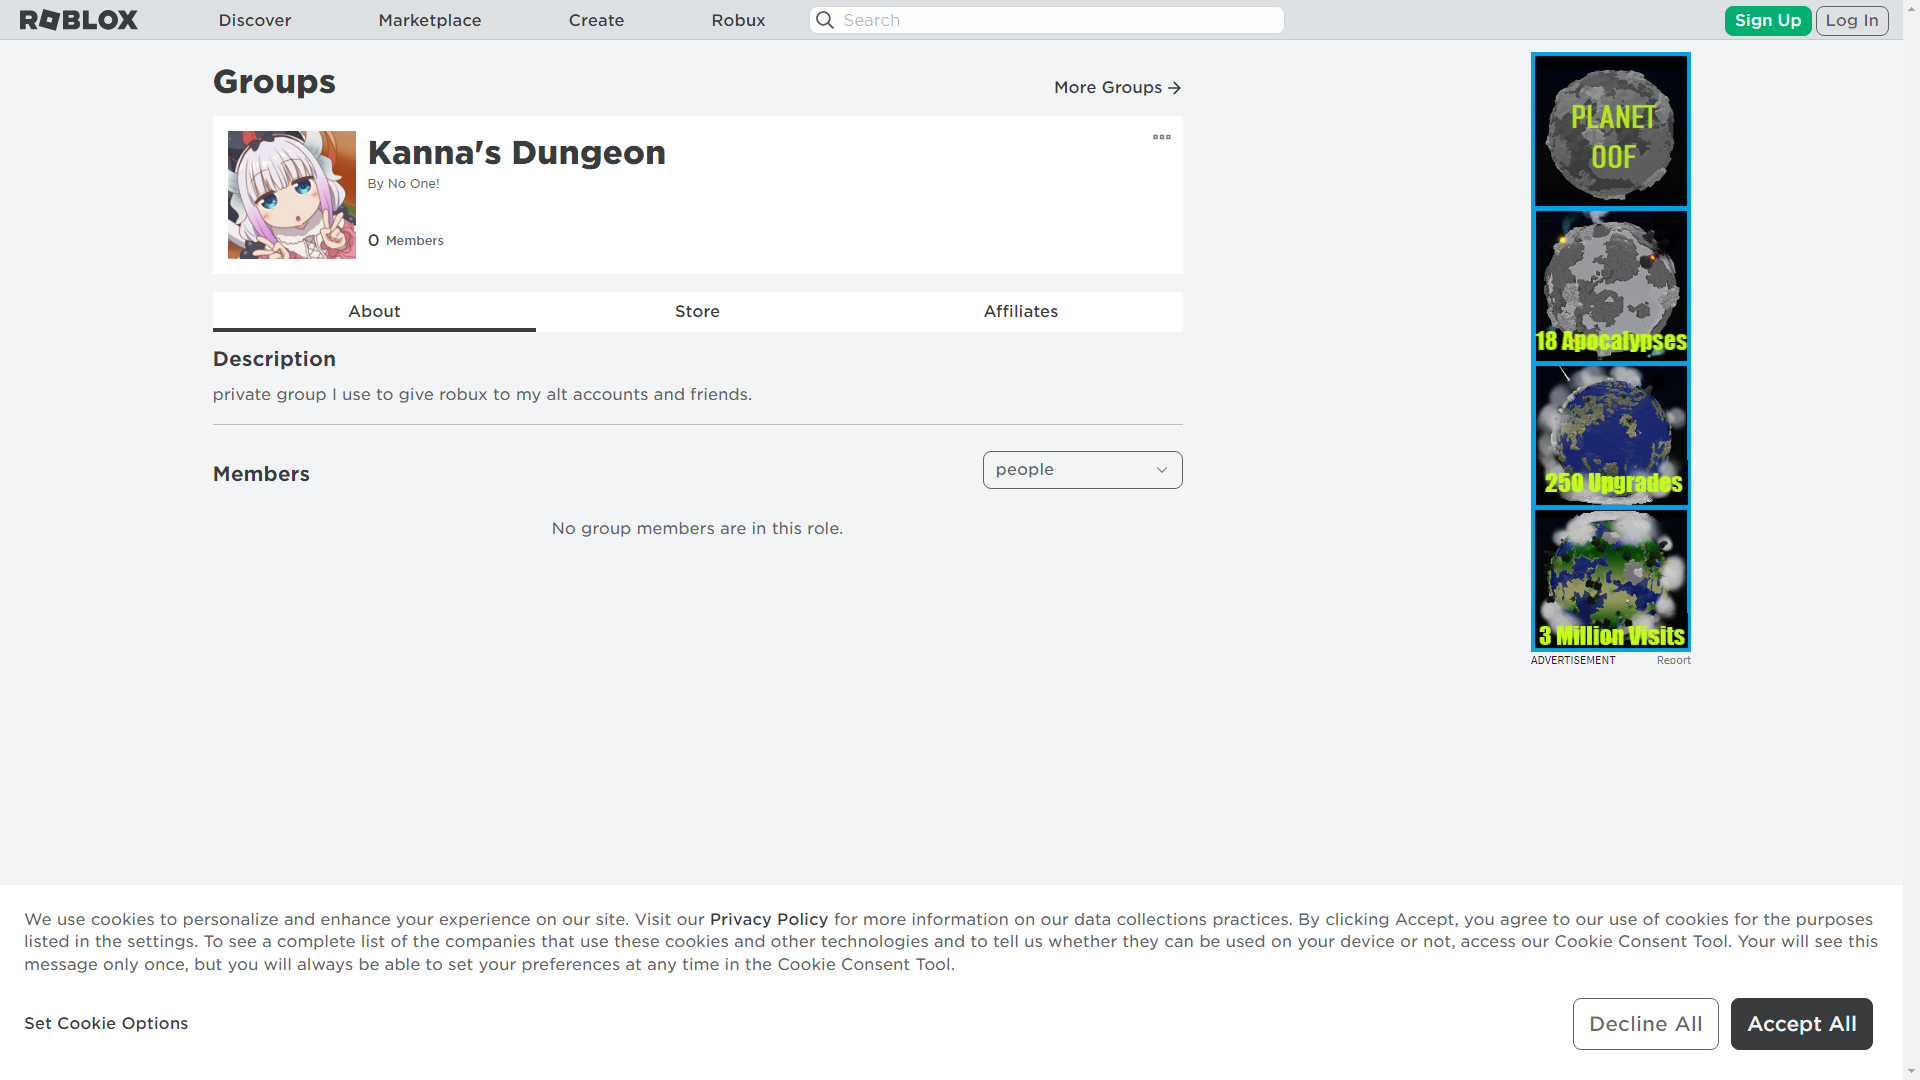 ROBLOX
Discover
Marketplace
Create
Robux
Search
Sign Up
Log In
Groups
More Groups
Kanna's Dungeon
By No One!
0 Members
About
Store
Affiliates
Description
private group I use to give robux to my alt accounts and friends.
Members
people
No group members are in this role.
PLANET
OOF
18 Apocalypses
250 Upgrades
3 Million Visits
ADVERTISEMENT
Report
We use cookies to personalize and enhance your experience on our site. Visit our Privacy Policy for more information on our data collections practices. By clicking Accept, you agree to our use of cookies for the purposes
listed in the settings. To see a complete list of the companies that use these cookies and other technologies and to tell us whether they can be used on your device or not, access our Cookie Consent Tool. Your will see this
message only once, but you will always be able to set your preferences at any time in the Cookie Consent Tool.
Set Cookie Options
Decline All
Accept All